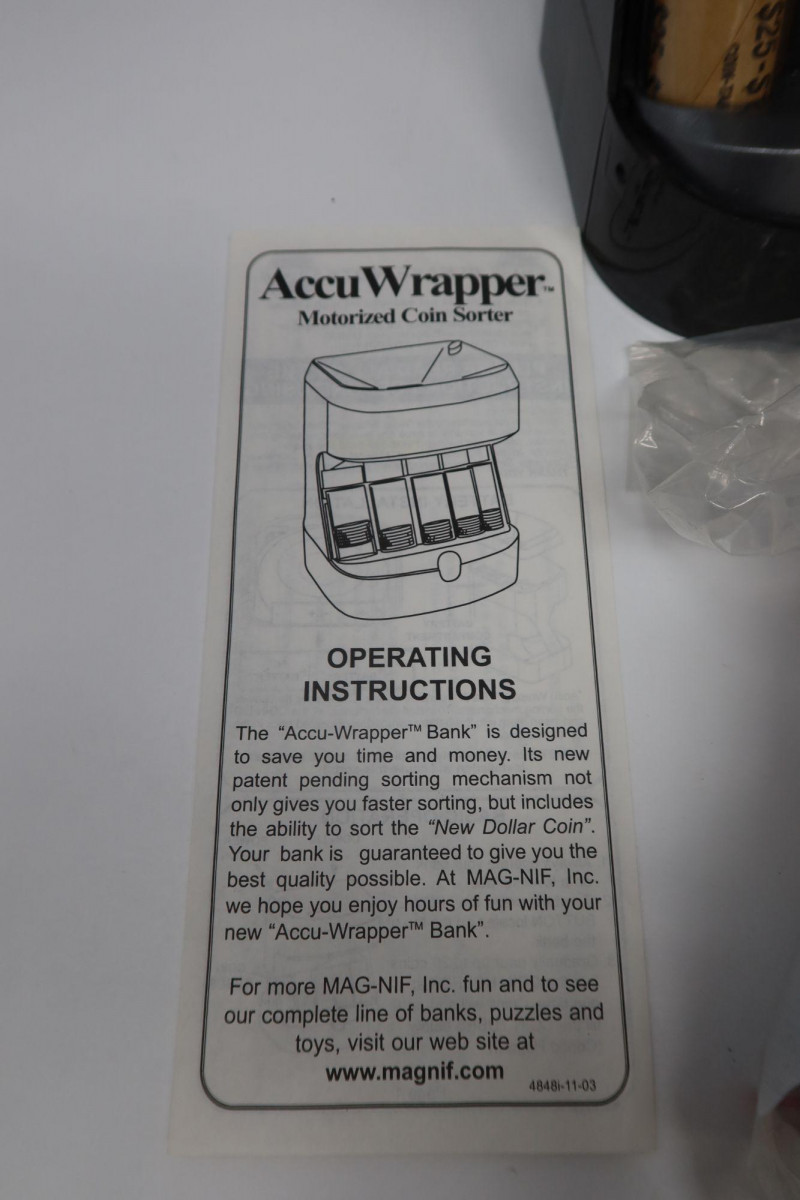 $25-$
AccuWrapper™
Motorized Coin Sorter
OPERATING
INSTRUCTIONS
The “Accu-Wrapper™ Bank” is designed
to save you time and money. Its new
patent pending sorting mechanism not
only gives you faster sorting, but includes
the ability to sort the “New Dollar Coin”.
Your bank is guaranteed to give you the
best quality possible. At MAG-NIF, Inc.
we hope you enjoy hours of fun with your
new “Accu-Wrapper™ Bank”.
For more MAG-NIF, Inc. fun and to see
our complete line of banks, puzzles and
toys, visit our web site at
www.magnif.com
4848i-11-03